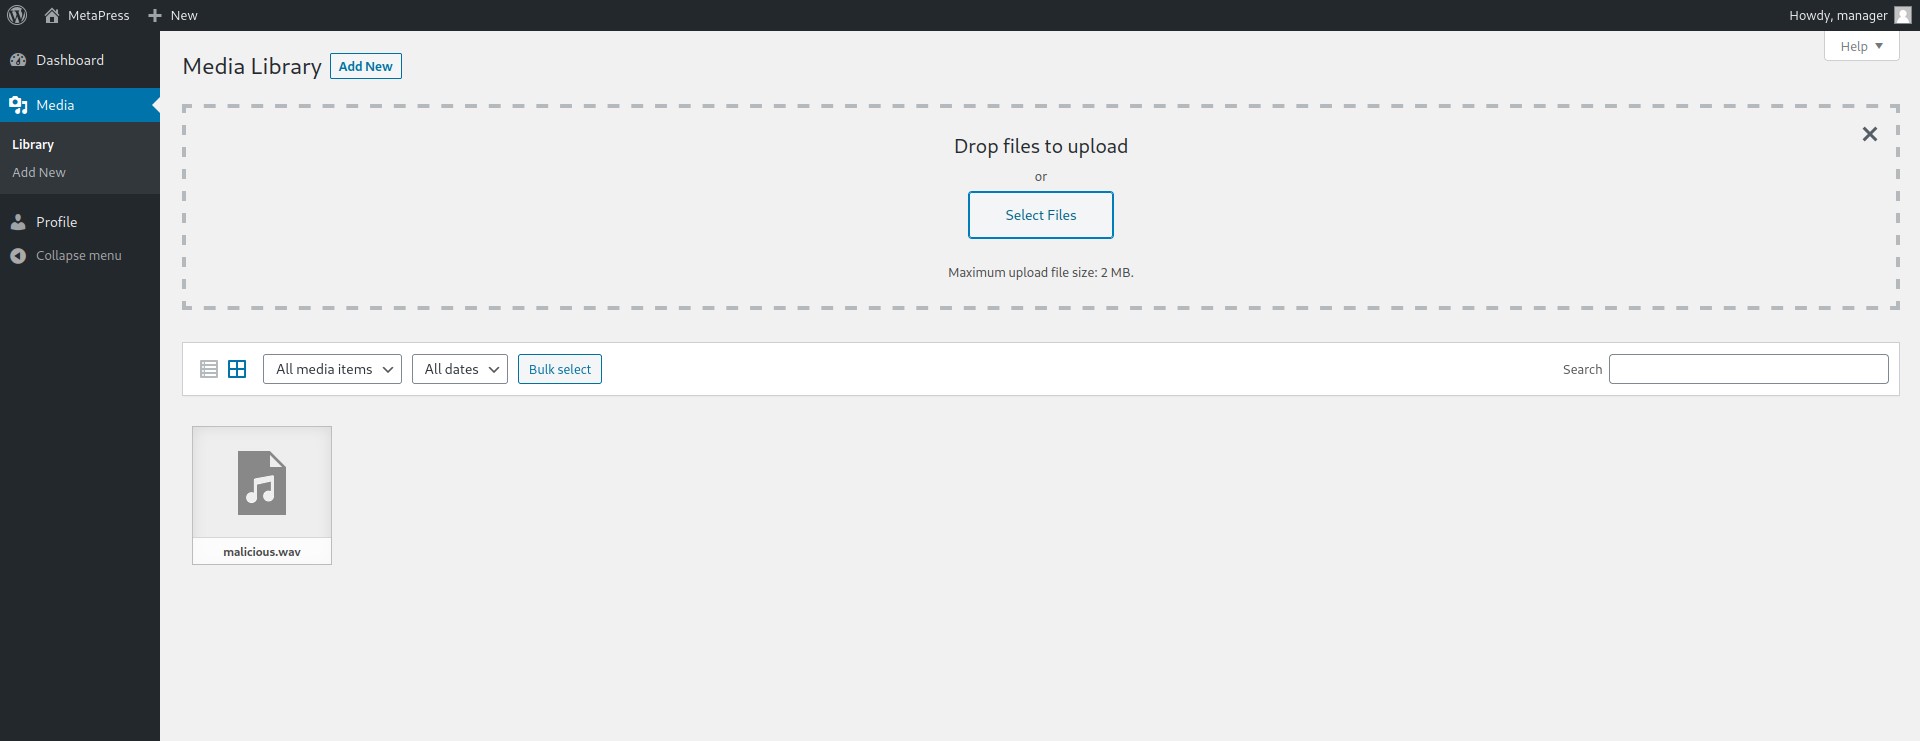 MetaPress New Howdy, manager
Dashboard
Media
Library
Add New
Profile
Collapse menu
Help
Media Library Add New
Drop files to upload
or
Select Files
Maximum upload file size: 2 MB.
All media items All dates Bulk select Search
malicious.wav